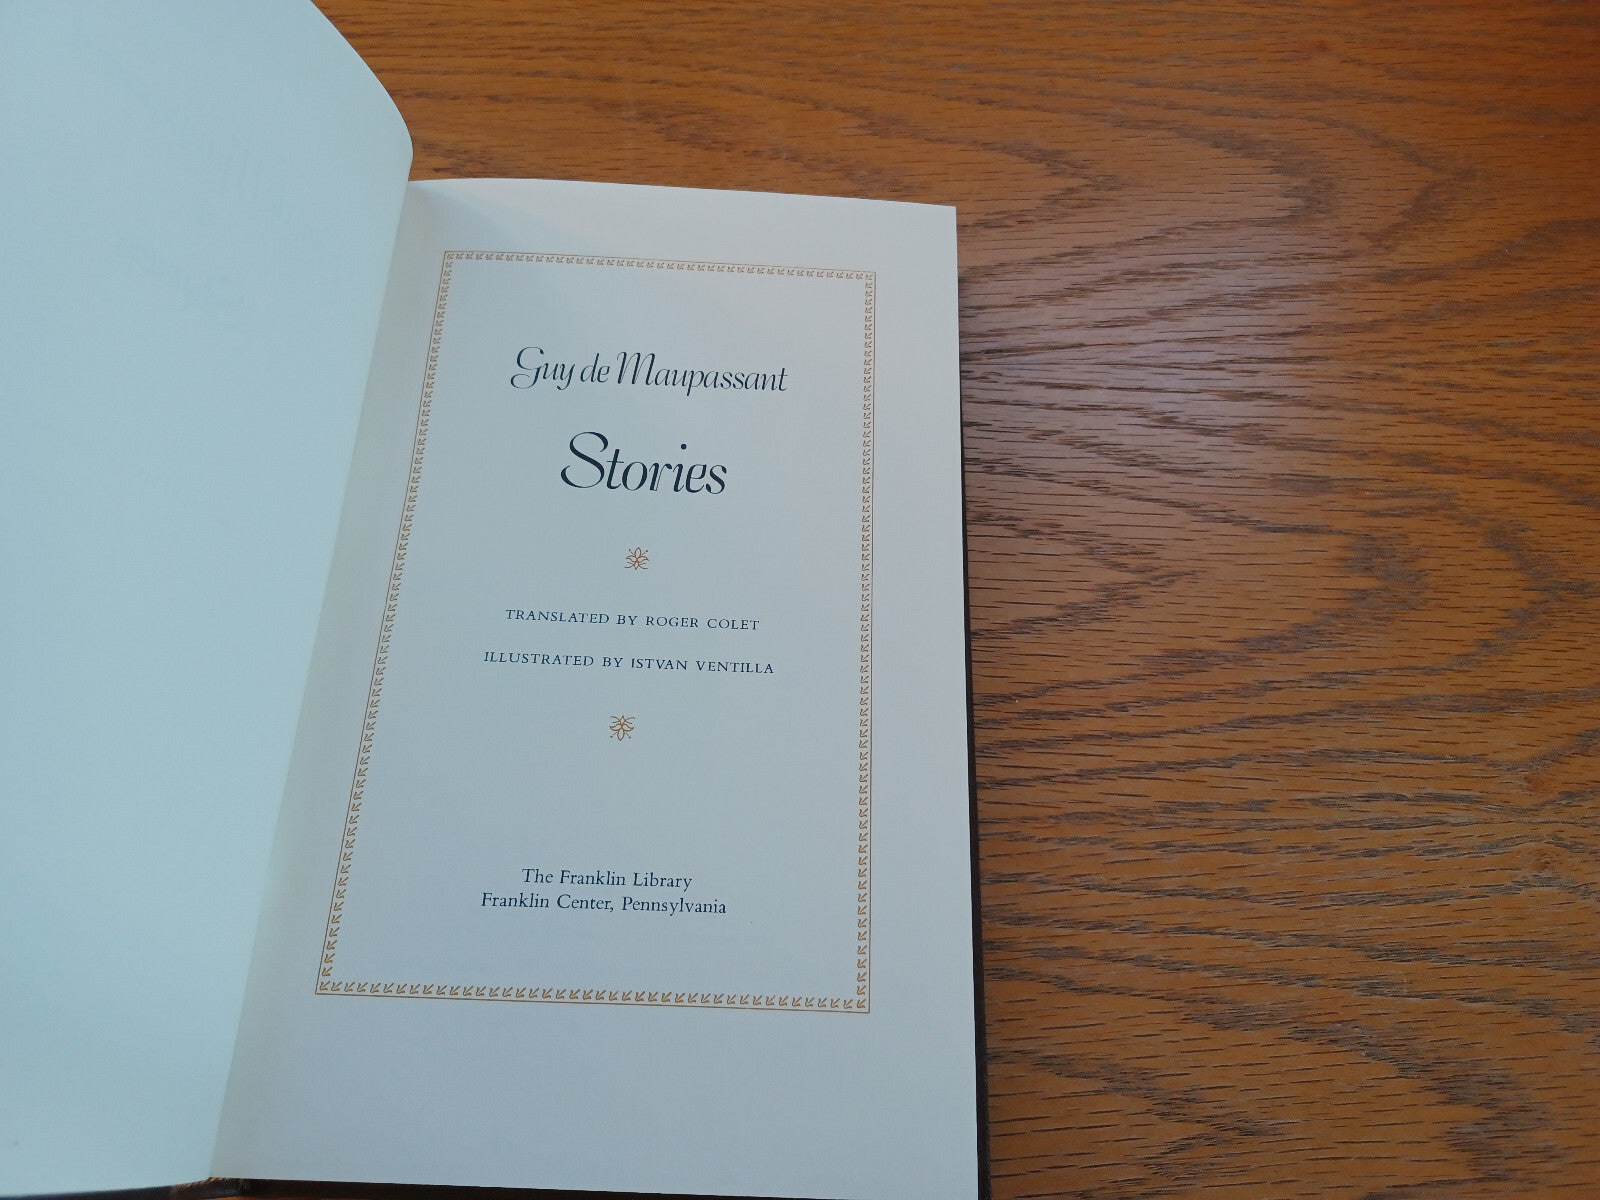 Guy de Maupassant
Stories
TRANSLATED BY ROGER COLET
ILLUSTRATED BY ISTVAN VENTILLA
The Franklin Library
Franklin Center, Pennsylvania